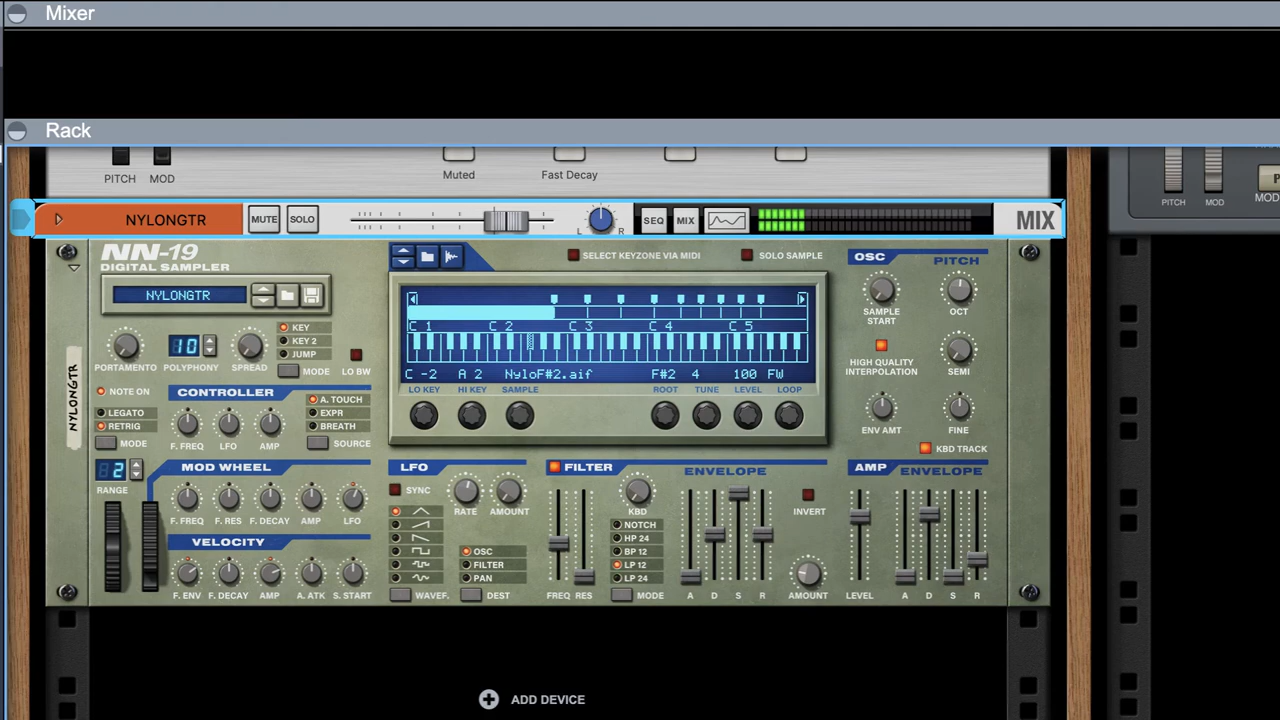 Mixer
Rack
PITCH MOD
Muted
Fast Decay
PITCH MOD
MOD
NYLONGTR
MUTE SOLO
L R
SEQ MIX
MIX
NN-19
DIGITAL SAMPLER
SELECT KEYZONE VIA MIDI
SOLO SAMPLE
OSC PITCH
NYLONGTR
C 1 C 2 C 3 C 4 C 5
SAMPLE START
OCT
PORTAMENTO
10
POLYPHONY
SPREAD
KEY
KEY 2
JUMP
MODE
LO BW
HIGH QUALITY INTERPOLATION
SEMI
C -2 A 2 NyloF#2.aif F#2 4 100 FW
LO KEY HI KEY SAMPLE ROOT TUNE LEVEL LOOP
NYLONGTR
NOTE ON
LEGATO
RETRIG
MODE
CONTROLLER
F. FREQ LFO AMP
A. TOUCH
EXPR
BREATH
SOURCE
ENV AMT
FINE
KBD TRACK
2
RANGE
MOD WHEEL
F. FREQ F. RES F. DECAY AMP LFO
VELOCITY
F. ENV F. DECAY AMP A. ATK S. START
LFO
SYNC
RATE AMOUNT
OSC
FILTER
PAN
WAVEF. DEST
FILTER
ENVELOPE
KBD
INVERT
NOTCH
HP 24
BP 12
LP 12
LP 24
FREQ RES MODE
A D S R
AMOUNT
AMP ENVELOPE
LEVEL A D S R
ADD DEVICE